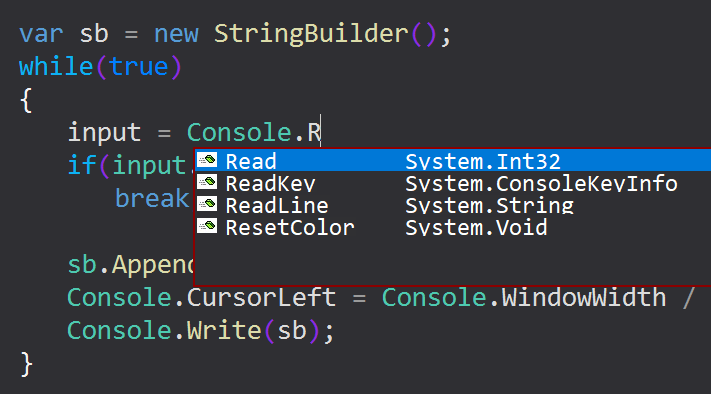 var sb = new StringBuilder();
while(true)
{
input = Console.R
if(input.
Read System.Int32
ReadKey System.ConsoleKeyInfo
break
ReadLine System.String
ResetColor System.Void
sb.Append
Console.CursorLeft = Console.WindowWidth /
Console.Write(sb);
}